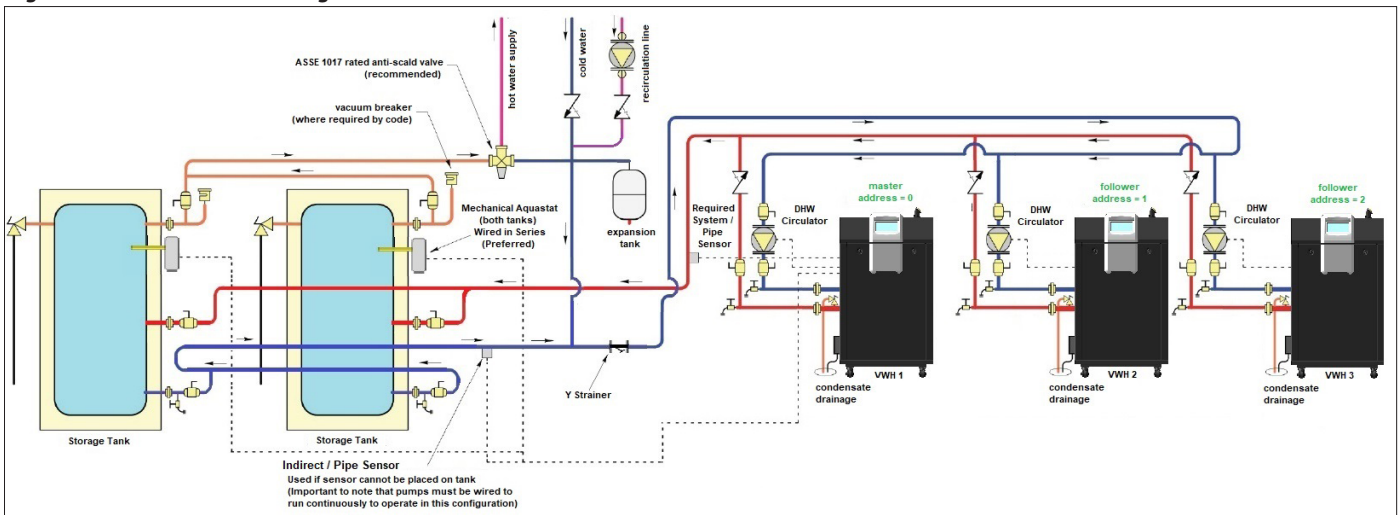 ASSE 1017 rated anti-scald valve
(recommended)
vacuum breaker
(where required by code)
hot water supply
cold water
recirculation line
Mechanical Aquastat
(both tanks)
Wired in Series
(Preferred)
expansion
tank
Required
System /
Pipe
Sensor
DHW
Circulator
master
address = 0
DHW
Circulator
follower
address = 1
DHW
Circulator
follower
address = 2
Y Strainer
VWH 1
condensate
drainage
VWH 2
condensate
drainage
VWH 3
condensate
drainage
Storage Tank
Storage Tank
Indirect / Pipe Sensor
Used if sensor cannot be placed on tank
(Important to note that pumps must be wired to
run continuously to operate in this configuration)